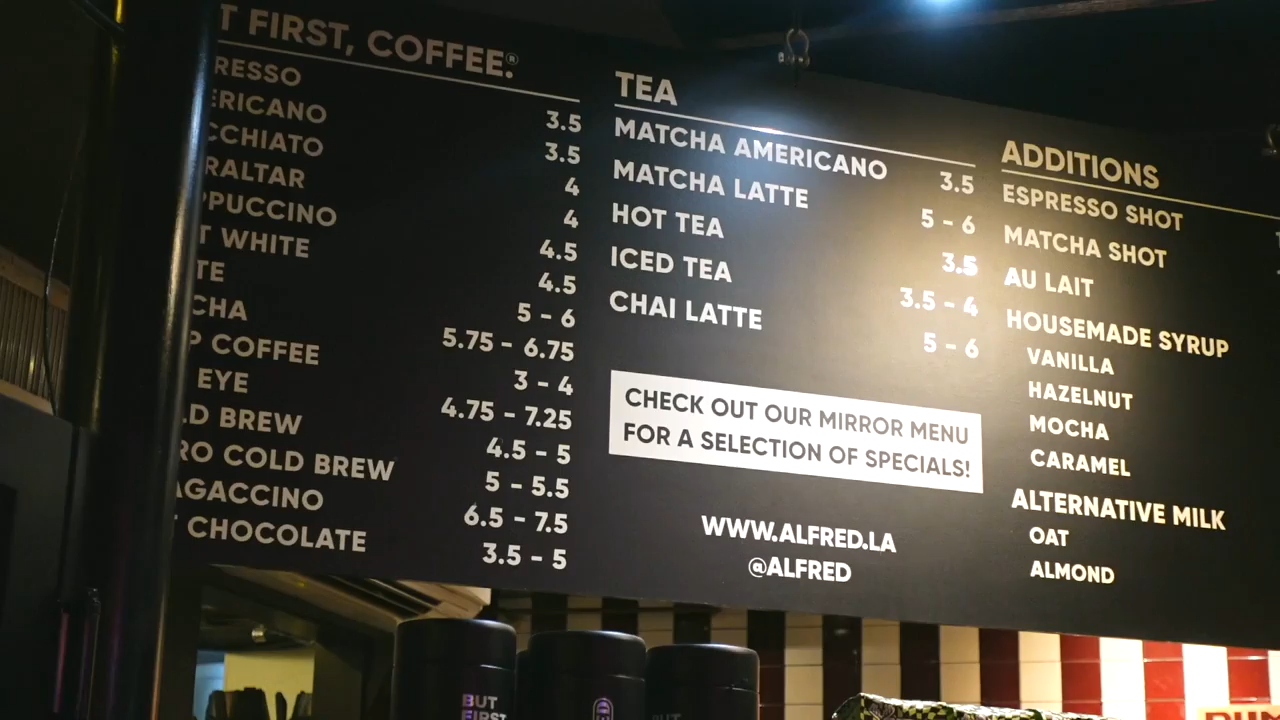 T FIRST, COFFEE.®
RESSO 3.5
ERICANO 3.5
CCHIATO 4
RALTAR 4
PPUCCINO 4.5
T WHITE 4.5
TE 5 - 6
CHA 5.75 - 6.75
P COFFEE 3 - 4
EYE 4.75 - 7.25
LD BREW 4.5 - 5
RO COLD BREW 5 - 5.5
AGACCINO 6.5 - 7.5
T CHOCOLATE 3.5 - 5
TEA
MATCHA AMERICANO 3.5
MATCHA LATTE 5 - 6
HOT TEA 3.5
ICED TEA 3.5 - 4
CHAI LATTE 5 - 6
CHECK OUT OUR MIRROR MENU
FOR A SELECTION OF SPECIALS!
WWW.ALFRED.LA
@ALFRED
ADDITIONS
ESPRESSO SHOT
MATCHA SHOT
AU LAIT
HOUSEMADE SYRUP
VANILLA
HAZELNUT
MOCHA
CARAMEL
ALTERNATIVE MILK
OAT
ALMOND
BUT
FIRST
BUT